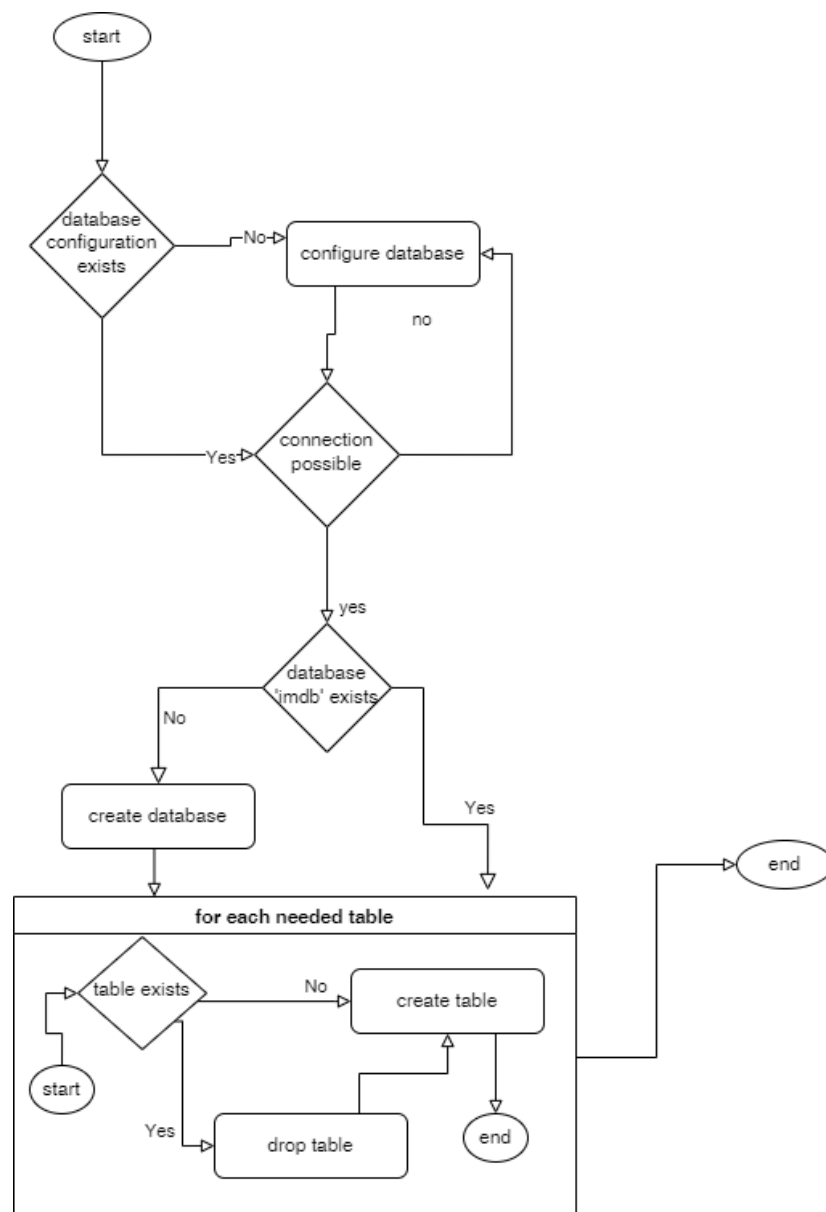 start
database
configuration
exists
No
configure database
no
connection
possible
Yes
yes
database
'imdb' exists
No
create database
Yes
end
for each needed table
table exists
No
create table
start
Yes
drop table
end